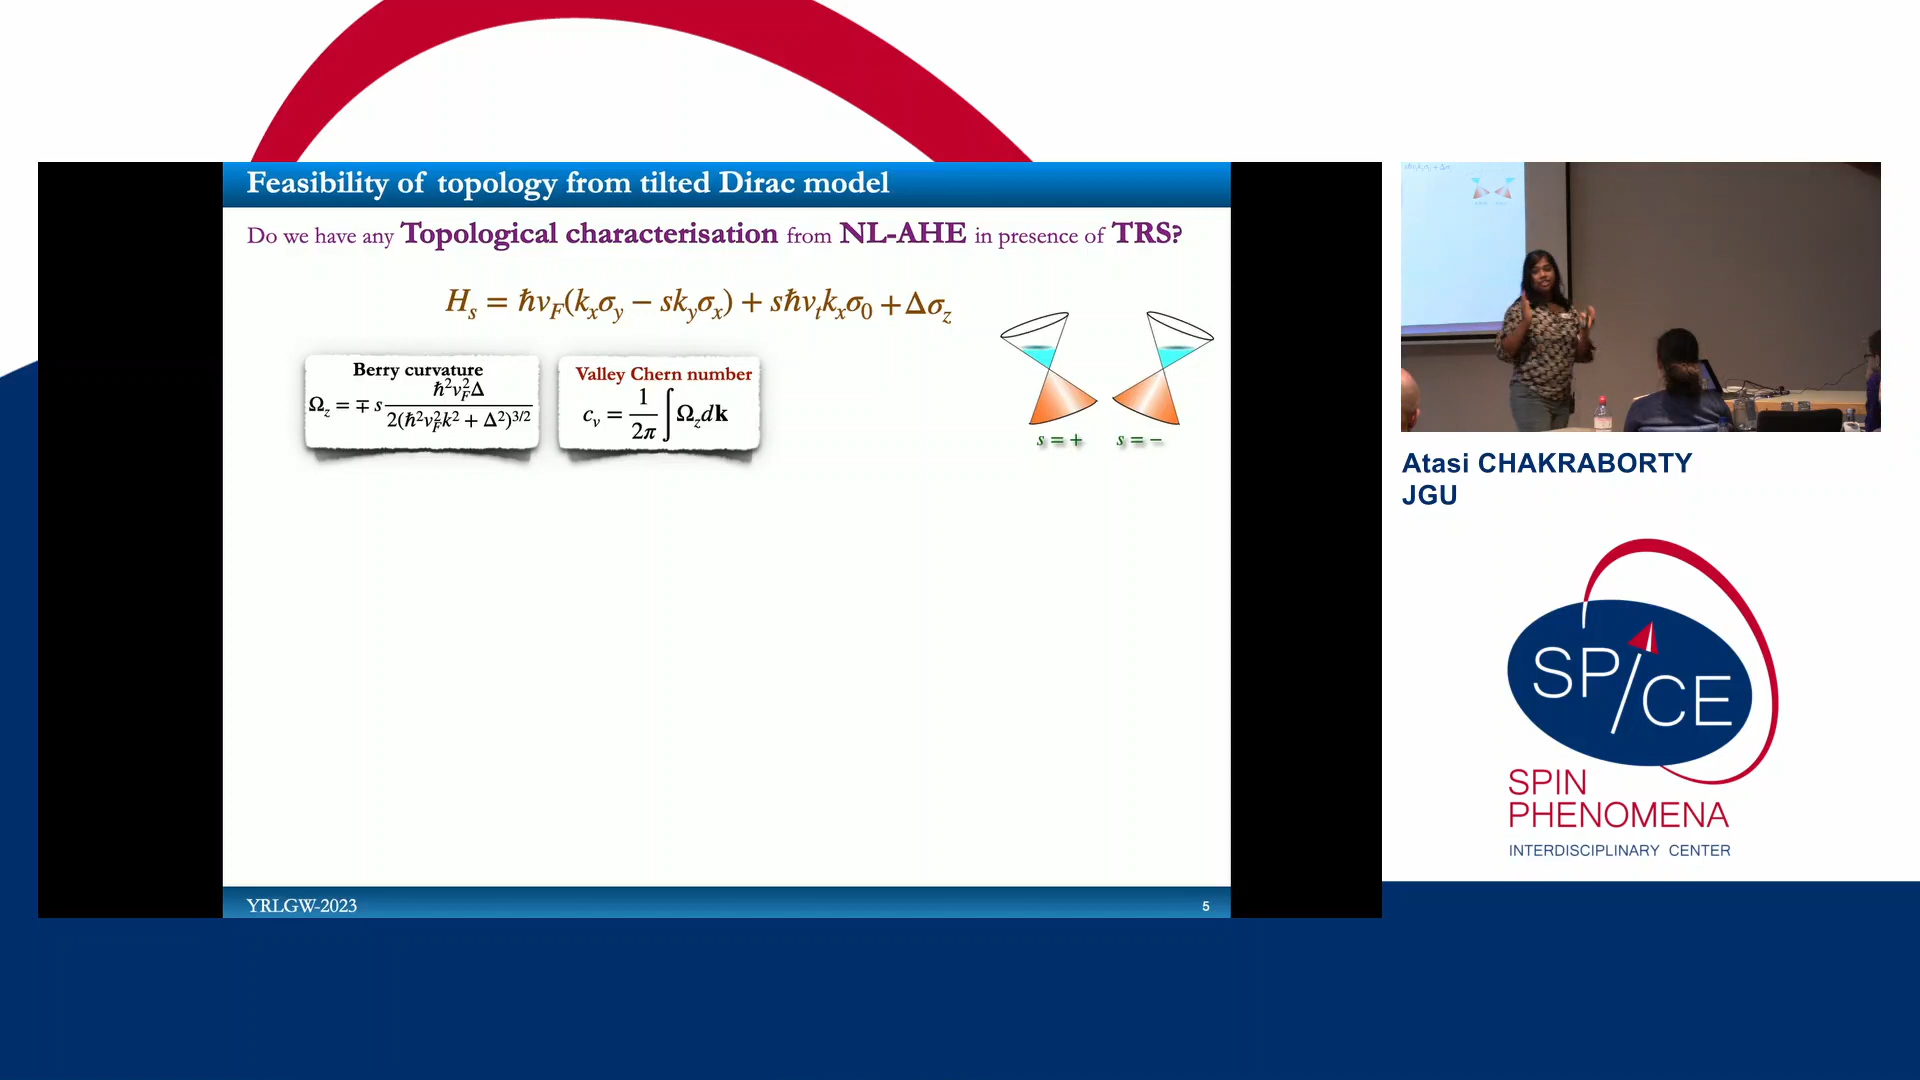 Feasibility of topology from tilted Dirac model
Do we have any Topological characterisation from NL-AHE in presence of TRS?
H_s = ħv_F(k_xσ_y − sk_yσ_x) + sħv_tk_xσ_0 + Δσ_z
Berry curvature
Ω_z = ∓ s ħ²v_F²Δ / 2(ħ²v_F²k² + Δ²)^{3/2}
Valley Chern number
c_v = 1/2π ∫ Ω_z d𝐤
s = + s = −
YRLGW-2023
5
Atasi CHAKRABORTY
JGU
SPICE
SPIN
PHENOMENA
INTERDISCIPLINARY CENTER